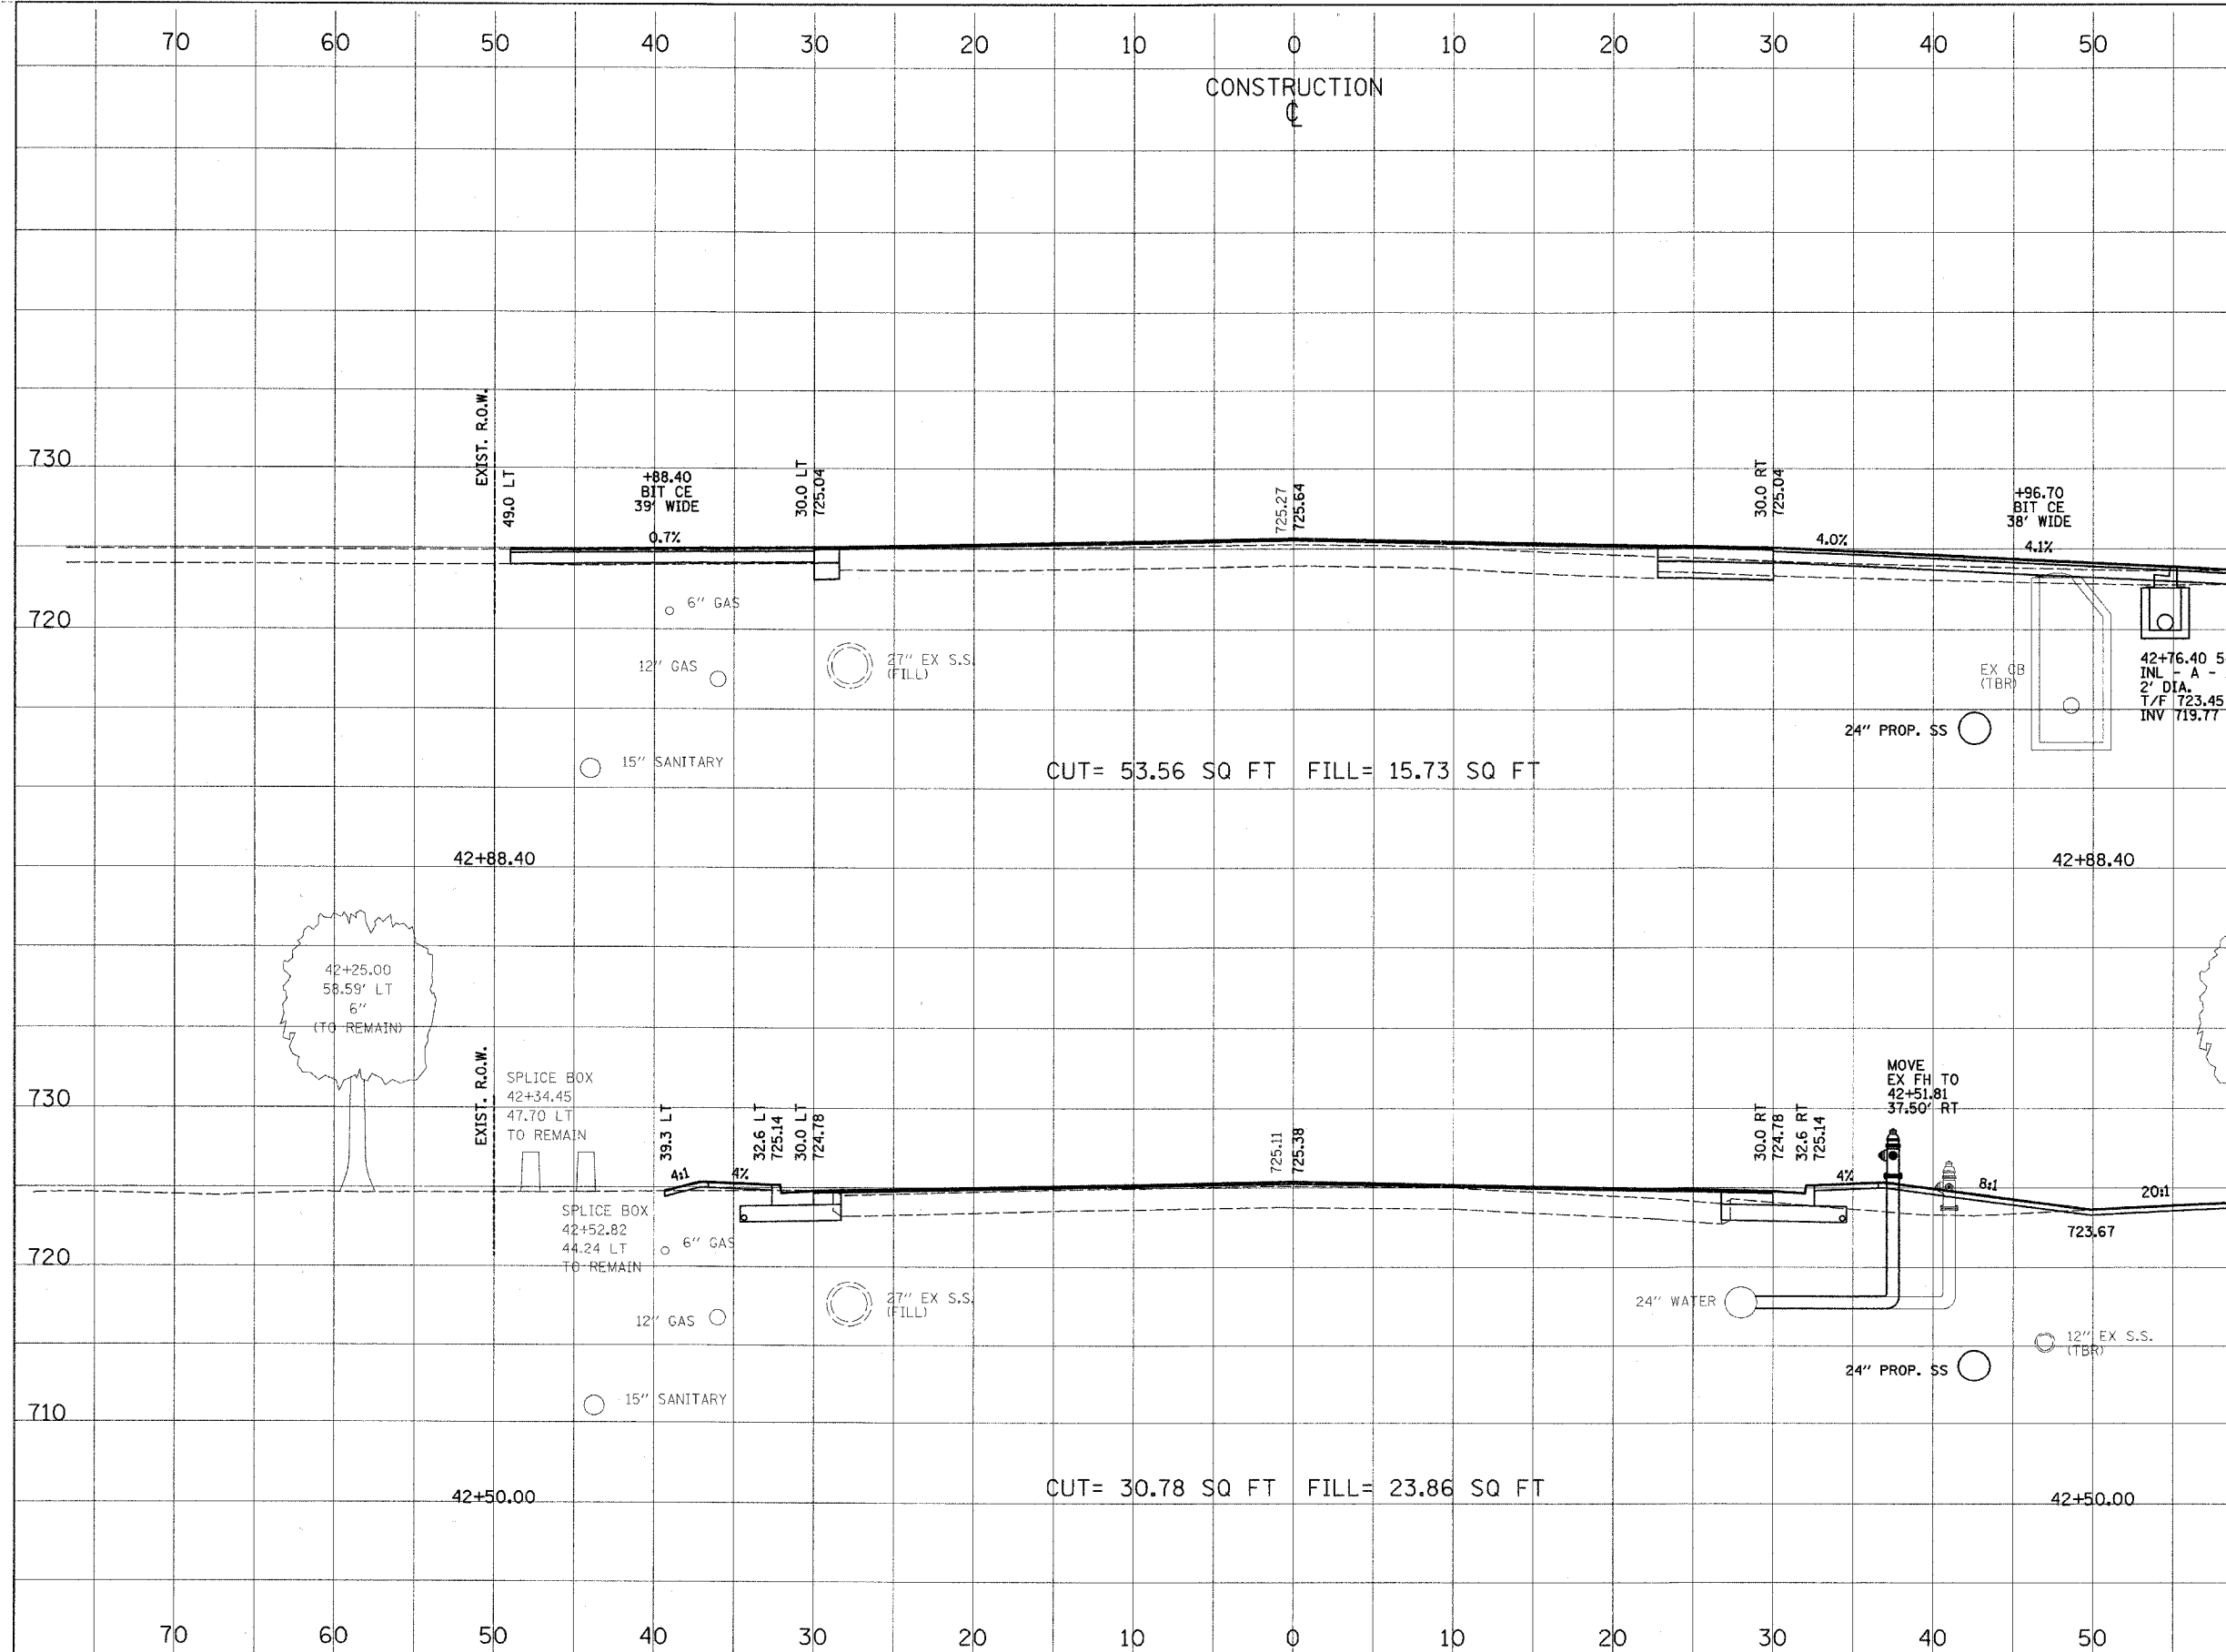 70 60 50 40 30 20 10 0 10 20 30 40 50
CONSTRUCTION
℄
730
EXIST. R.O.W.
49.0 LT
+88.40
BIT CE
39' WIDE
0.7%
30.0 LT
725.04
725.27
725.64
30.0 RT
725.04
4.0%
+96.70
BIT CE
38' WIDE
4.1%
720
6" GAS
12" GAS
27" EX S.S.
(FILL)
15" SANITARY
EX CB
(TBR)
24" PROP. SS
42+76.40 5
INL - A -
2' DIA.
T/F 723.45
INV 719.77
CUT= 53.56 SQ FT FILL= 15.73 SQ FT
42+88.40
42+88.40
42+25.00
58.59' LT
6"
(TO REMAIN)
730
EXIST. R.O.W.
SPLICE BOX
42+34.45
47.70 LT
TO REMAIN
39.3 LT
4:1
4%
32.6 LT
725.14
30.0 LT
724.78
725.11
725.38
30.0 RT
724.78
32.6 RT
725.14
MOVE
EX FH TO
42+51.81
37.50' RT
4%
8:1
20:1
723.67
SPLICE BOX
42+52.82
44.24 LT
TO REMAIN
720
6" GAS
12" GAS
27" EX S.S.
(FILL)
24" WATER
12" EX S.S.
(TBR)
24" PROP. SS
15" SANITARY
710
CUT= 30.78 SQ FT FILL= 23.86 SQ FT
42+50.00
42+50.00
70 60 50 40 30 20 10 0 10 20 30 40 50